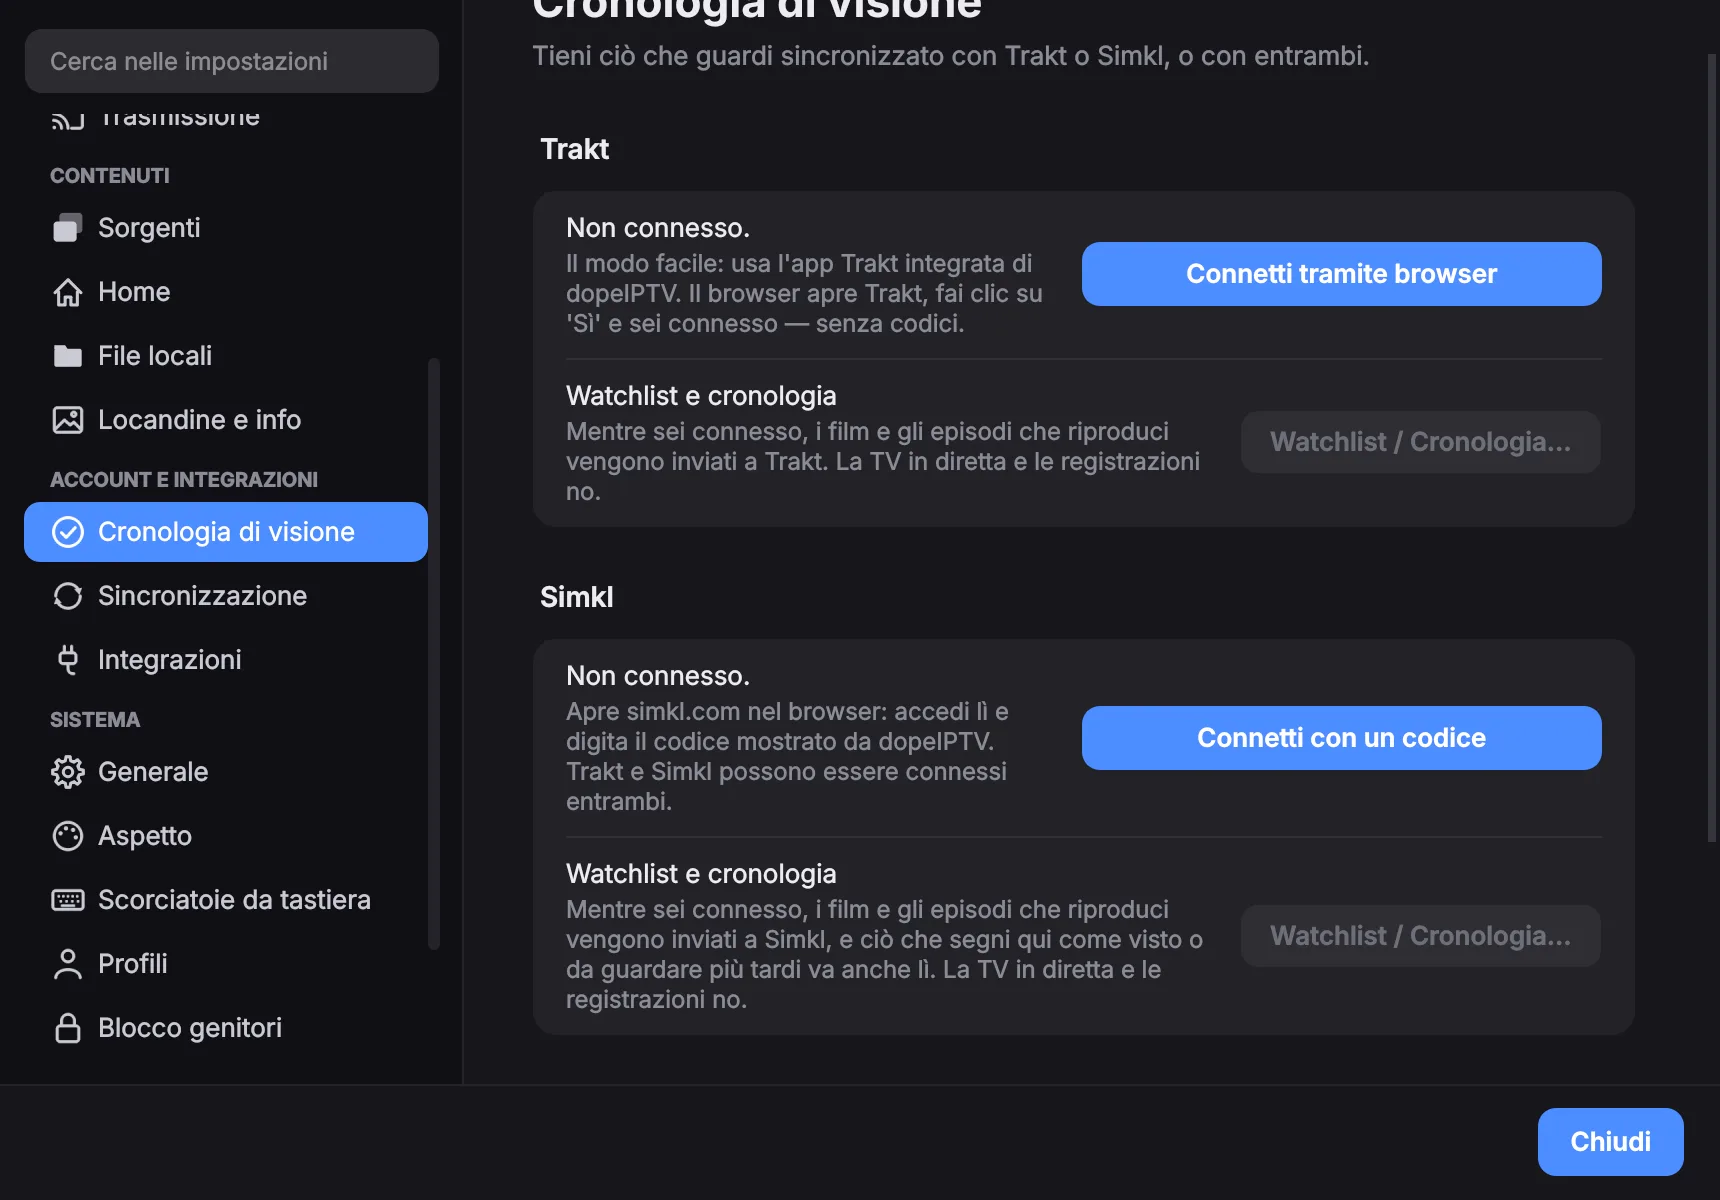 Cerca nelle impostazioni
Trasmissione
CONTENUTI
Sorgenti
Home
File locali
Locandine e info
ACCOUNT E INTEGRAZIONI
Cronologia di visione
Sincronizzazione
Integrazioni
SISTEMA
Generale
Aspetto
Scorciatoie da tastiera
Profili
Blocco genitori
Cronologia di visione
Tieni ciò che guardi sincronizzato con Trakt o Simkl, o con entrambi.
Trakt
Non connesso.
Il modo facile: usa l'app Trakt integrata di
dopeIPTV. Il browser apre Trakt, fai clic su
'Sì' e sei connesso — senza codici.
Connetti tramite browser
Watchlist e cronologia
Mentre sei connesso, i film e gli episodi che riproduci
vengono inviati a Trakt. La TV in diretta e le registrazioni
no.
Watchlist / Cronologia...
Simkl
Non connesso.
Apre simkl.com nel browser: accedi lì e
digita il codice mostrato da dopeIPTV.
Trakt e Simkl possono essere connessi
entrambi.
Connetti con un codice
Watchlist e cronologia
Mentre sei connesso, i film e gli episodi che riproduci
vengono inviati a Simkl, e ciò che segni qui come visto o
da guardare più tardi va anche lì. La TV in diretta e le
registrazioni no.
Watchlist / Cronologia...
Chiudi